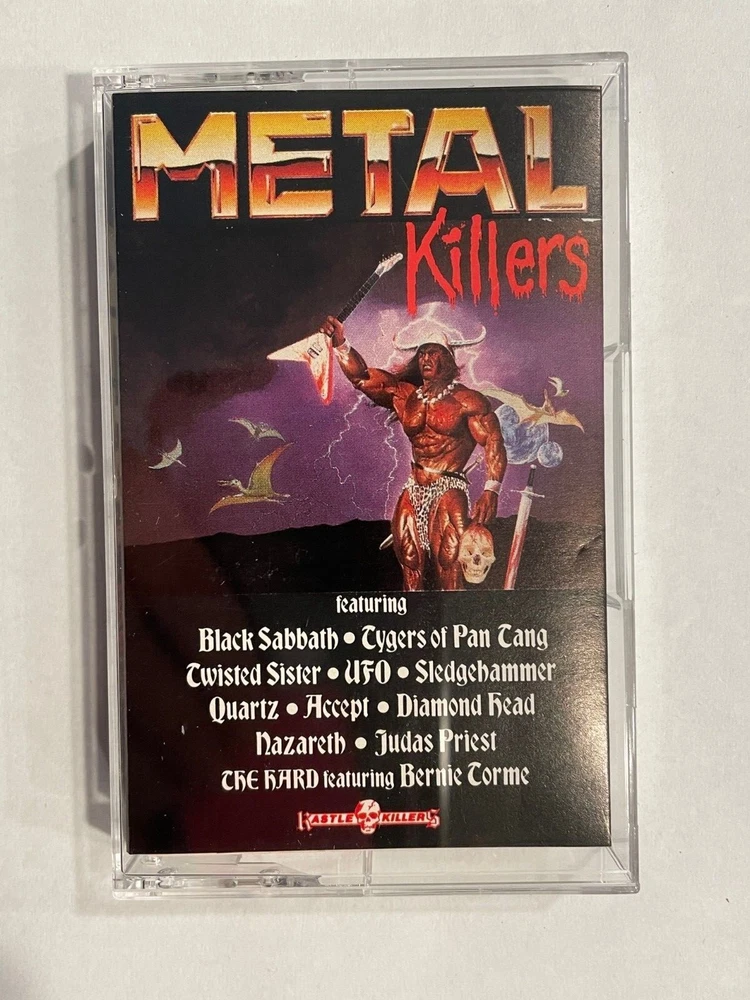 METAL
Killers
featuring
Black Sabbath • Tygers of Pan Tang
Twisted Sister • UFO • Sledgehammer
Quartz • Accept • Diamond Head
Nazareth • Judas Priest
THE HARD featuring Bernie Torme
KASTLE KILLERS